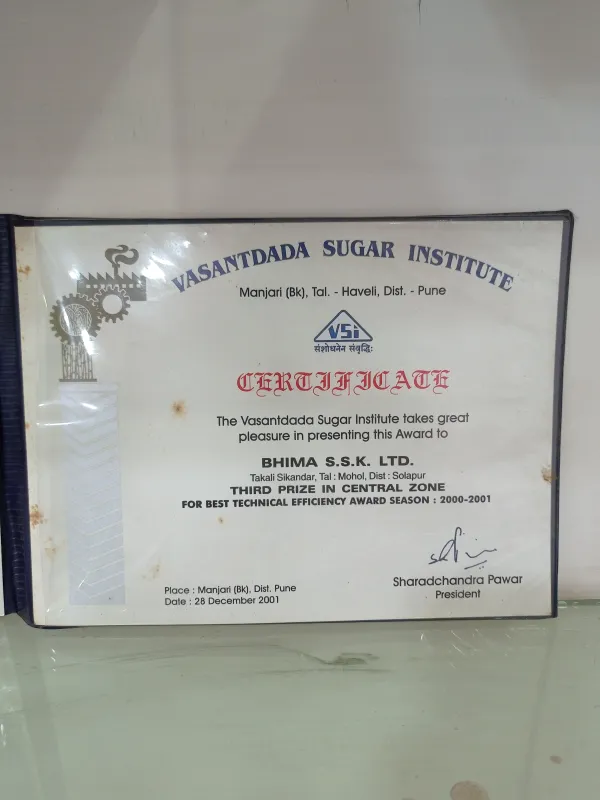 VASANTDADA SUGAR INSTITUTE
Manjari (Bk), Tal. - Haveli, Dist. - Pune
VSI
संशोधनेन संवृद्धिः
CERTIFICATE
The Vasantdada Sugar Institute takes great
pleasure in presenting this Award to
BHIMA S.S.K. LTD.
Takali Sikandar, Tal : Mohol, Dist : Solapur
THIRD PRIZE IN CENTRAL ZONE
FOR BEST TECHNICAL EFFICIENCY AWARD SEASON : 2000-2001
Sharadchandra Pawar
President
Place : Manjari (Bk), Dist. Pune
Date : 28 December 2001